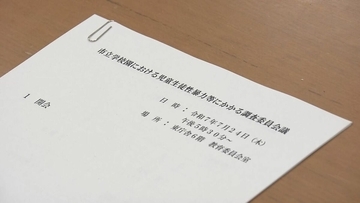 市立学校園における児童生徒性暴力等にかかる調査委員会議
日　時：令和7年7月24日（木）
午後5時30分～
場　所：東庁舎6階 教育委員会室
1　開会